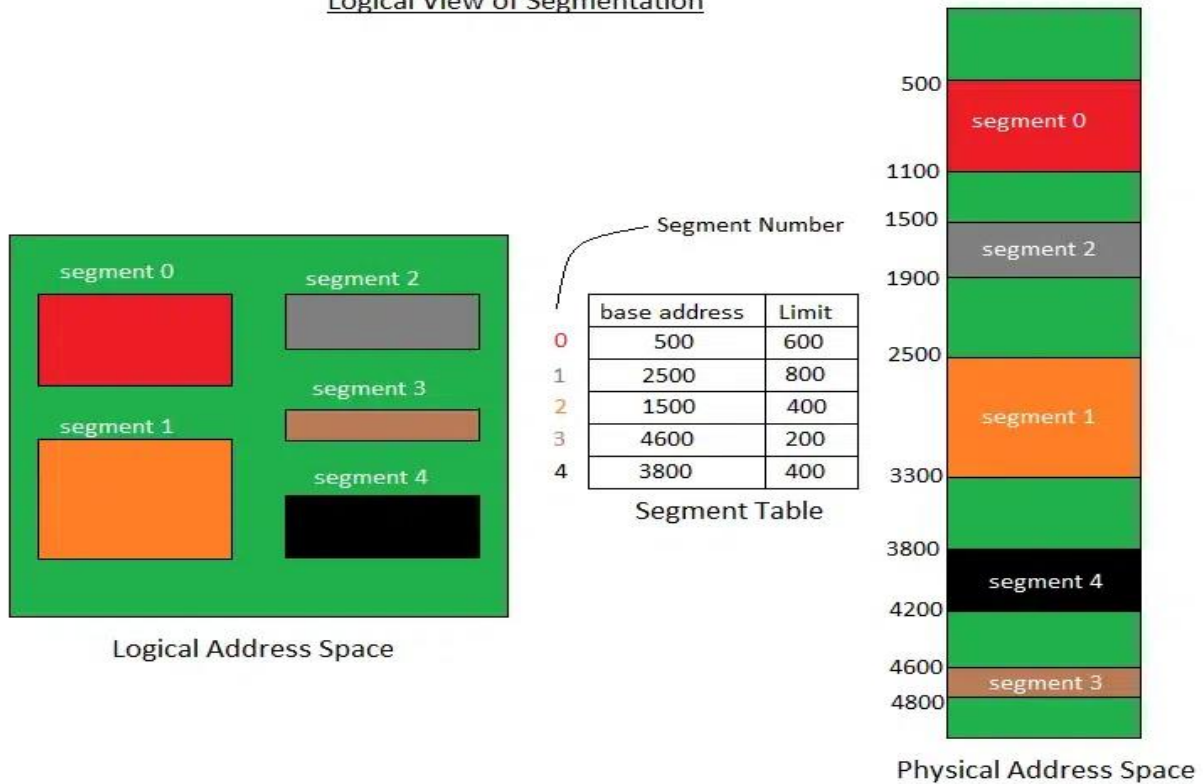 Logical View of Segmentation
segment 0
segment 2
segment 3
segment 1
segment 4
Logical Address Space
Segment Number
base address Limit
0 500 600
1 2500 800
2 1500 400
3 4600 200
4 3800 400
Segment Table
500
segment 0
1100
1500
segment 2
1900
2500
segment 1
3300
3800
segment 4
4200
4600
segment 3
4800
Physical Address Space